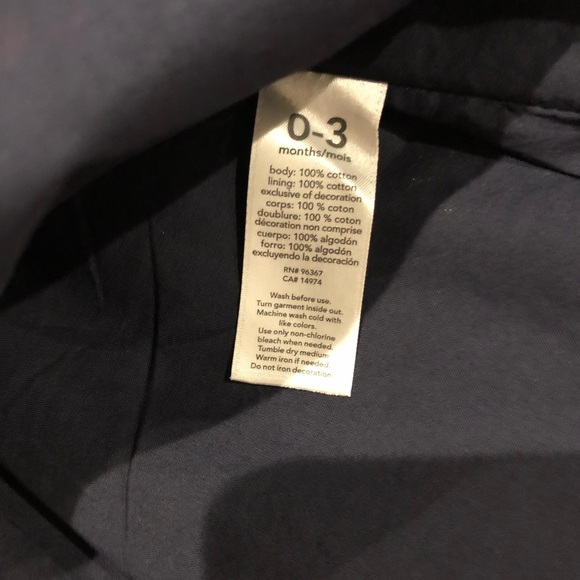 0-3
months/mois
body: 100% cotton
lining: 100% cotton
exclusive of decoration
corps: 100 % coton
doublure: 100 % coton
décoration non comprise
cuerpo: 100% algodón
forro: 100% algodón
excluyendo la decoración
RN# 96367
CA# 14974
Wash before use.
Turn garment inside out.
Machine wash cold with
like colors.
Use only non-chlorine
bleach when needed.
Tumble dry medium.
Warm iron if needed.
Do not iron decoration.